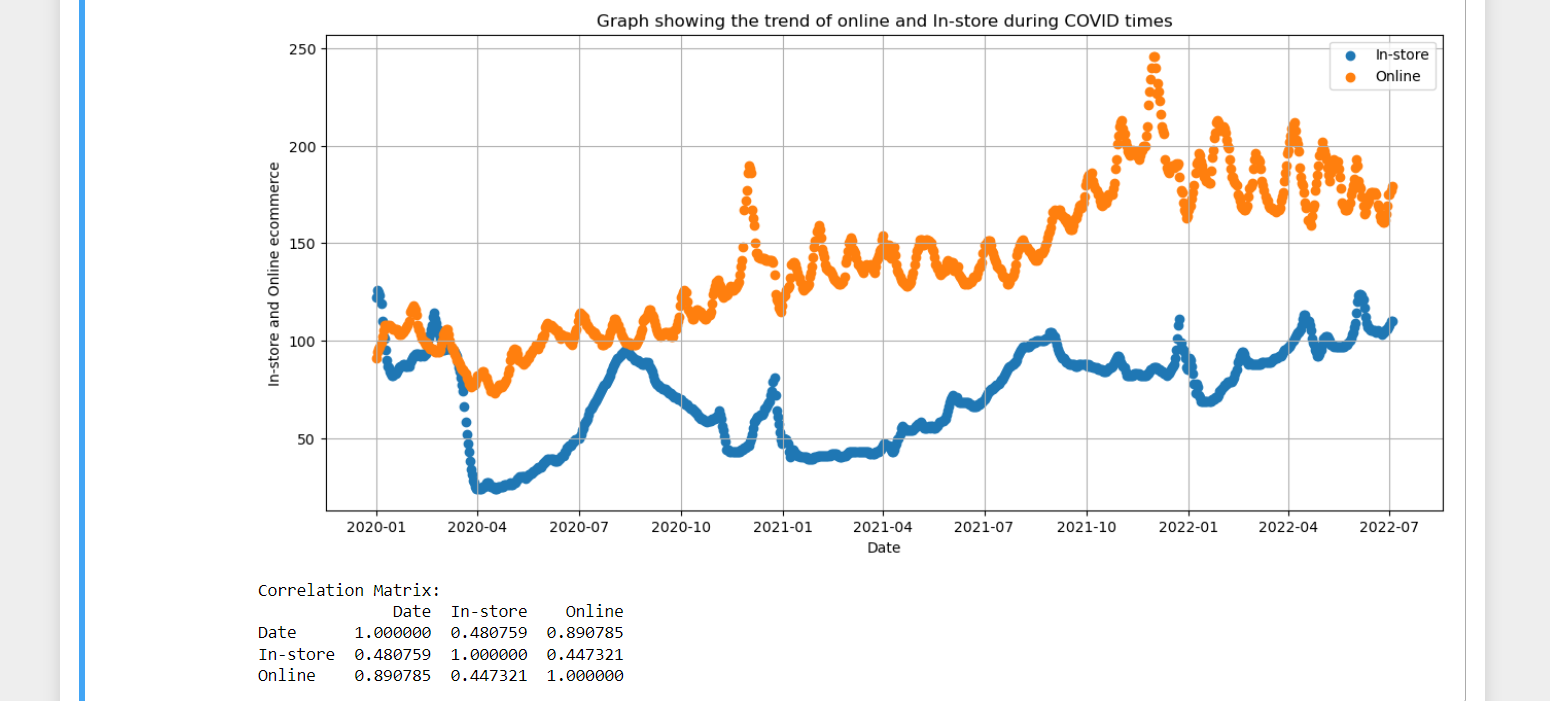 Graph showing the trend of online and In-store during COVID times
In-store
Online
In-store and Online ecommerce
250
200
150
100
50
2020-01 2020-04 2020-07 2020-10 2021-01 2021-04 2021-07 2021-10 2022-01 2022-04 2022-07
Date
Correlation Matrix:
Date In-store Online
Date 1.000000 0.480759 0.890785
In-store 0.480759 1.000000 0.447321
Online 0.890785 0.447321 1.000000